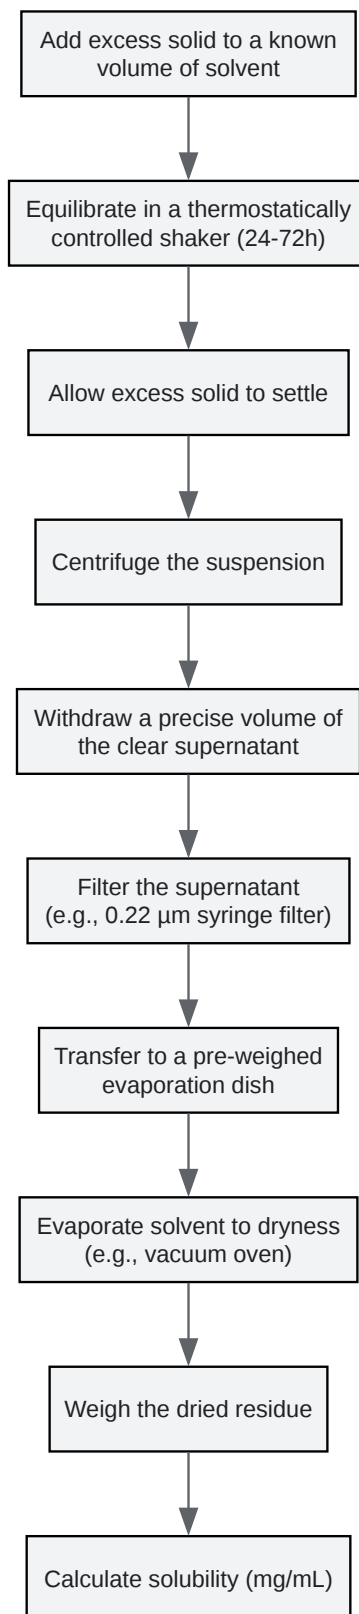 Add excess solid to a known
volume of solvent
Equilibrate in a thermostatically
controlled shaker (24-72h)
Allow excess solid to settle
Centrifuge the suspension
Withdraw a precise volume of
the clear supernatant
Filter the supernatant
(e.g., 0.22 µm syringe filter)
Transfer to a pre-weighed
evaporation dish
Evaporate solvent to dryness
(e.g., vacuum oven)
Weigh the dried residue
Calculate solubility (mg/mL)